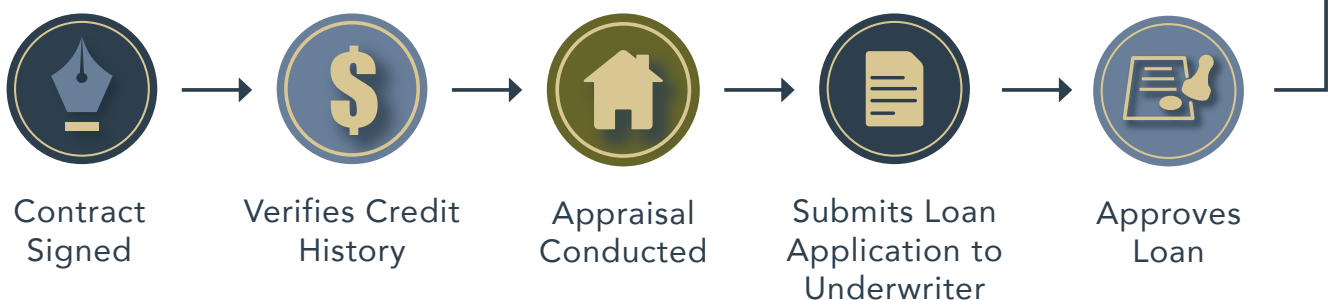 Contract
Signed
Verifies Credit
History
Appraisal
Conducted
Submits Loan
Application to
Underwriter
Approves
Loan